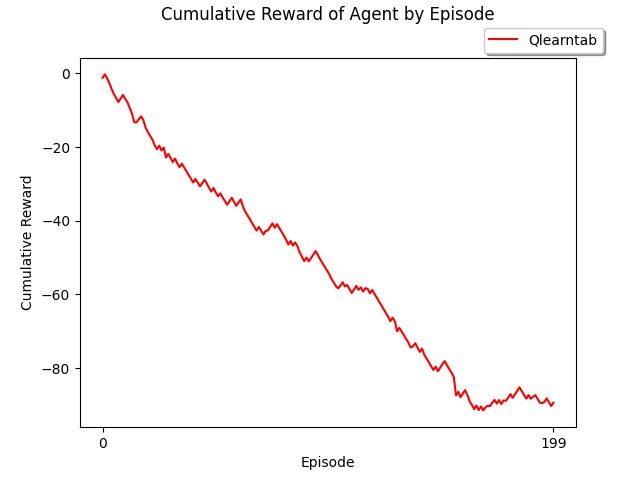 Cumulative Reward of Agent by Episode
Qlearntab
0
−20
−40
−60
−80
Cumulative Reward
0
199
Episode